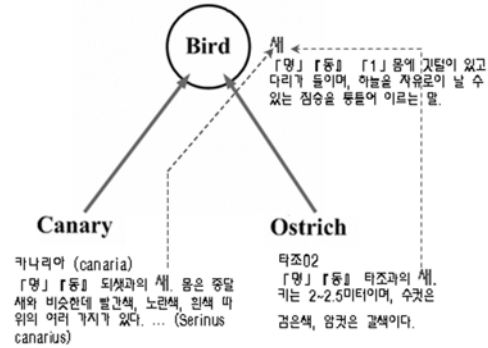 Bird
새
「명」『동』 「1」 몸에 깃털이 있고
다리가 둘이며, 하늘을 자유로이 날 수
있는 짐승을 통틀어 이르는 말.
Canary
Ostrich
카나리아 (canaria)
「명」『동』 되샛과의 새. 몸은 종달
새와 비슷한데 빨간색, 노란색, 흰색 따
위의 여러 가지가 있다. ... (Serinus
canarius)
타조02
「명」『동』 타조과의 새.
키는 2~2.5미터이며, 수컷은
검은색, 암컷은 갈색이다.